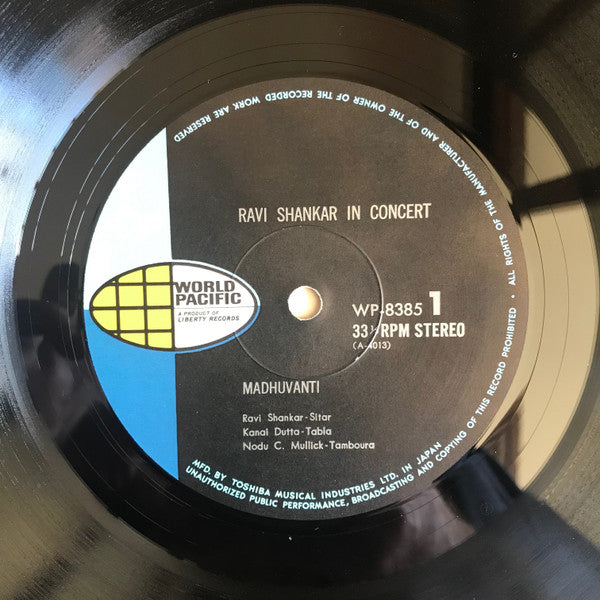 RAVI SHANKAR IN CONCERT
WORLD
PACIFIC
A PRODUCT OF
LIBERTY RECORDS
WP-8385 1
33⅓ RPM STEREO
(A-4013)
MADHUVANTI
Ravi Shankar-Sitar
Kanai Dutta-Tabla
Nodu C. Mullick-Tamboura
MFD. BY TOSHIBA MUSICAL INDUSTRIES LTD. IN JAPAN
UNAUTHORIZED PUBLIC PERFORMANCE, BROADCASTING AND COPYING OF THIS RECORD PROHIBITED • ALL RIGHTS OF THE MANUFACTURER AND OF THE OWNER OF THE RECORDED WORK ARE RESERVED